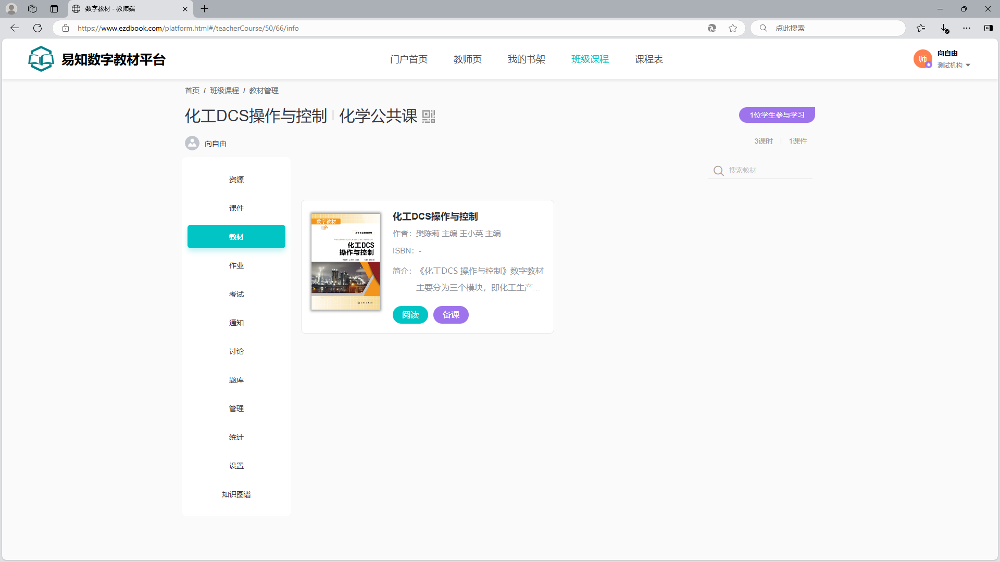 数字教材 - 教师端
https://www.ezdbook.com/platform.html#/teacherCourse/50/66/info
点此搜索
易知数字教材平台
门户首页
教师页
我的书架
班级课程
课程表
师
向自由
测试机构
首页 / 班级课程 / 教材管理
化工DCS操作与控制
化学公共课
1位学生参与学习
向自由
3课时
1课件
资源
课件
教材
作业
考试
通知
讨论
题库
管理
统计
设置
知识图谱
搜索教材
数字教材
化工DCS
操作与控制
化工DCS操作与控制
作者：樊陈莉 主编 王小英 主编
ISBN：-
简介：《化工DCS 操作与控制》数字教材
主要分为三个模块，即化工生产...
阅读
备课